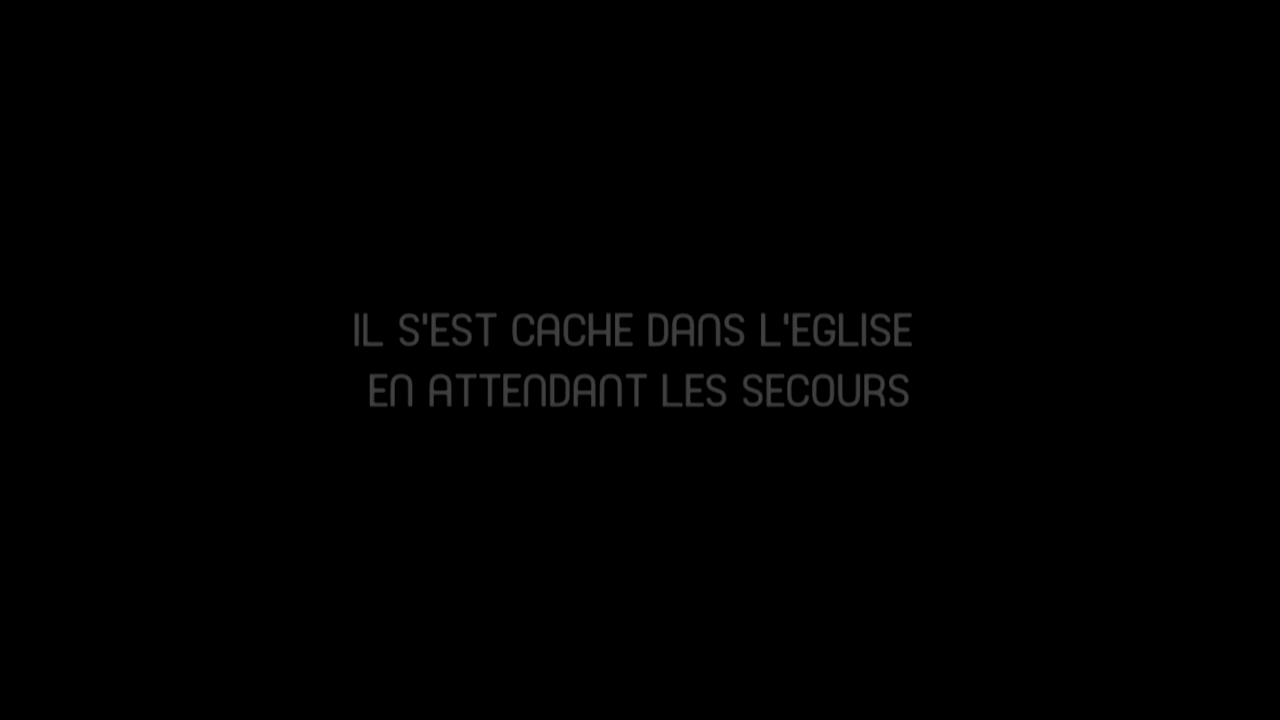 IL S'EST CACHE DANS L'EGLISE
EN ATTENDANT LES SECOURS